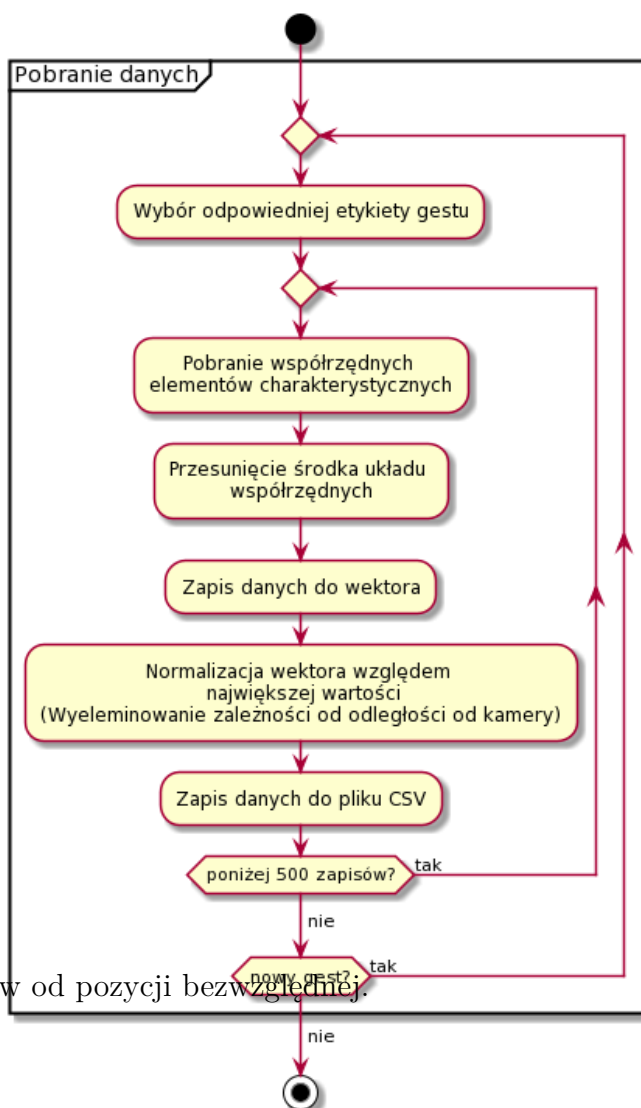 Pobranie danych
Wybór odpowiedniej etykiety gestu
Pobranie współrzędnych
elementów charakterystycznych
Przesunięcie środka układu
współrzędnych
Zapis danych do wektora
Normalizacja wektora względem
największej wartości
(Wyeleminowanie zależności od odległości od kamery)
Zapis danych do pliku CSV
poniżej 500 zapisów?
tak
nie
nowy gest?
tak
w od pozycji bezwzględnej.
nie